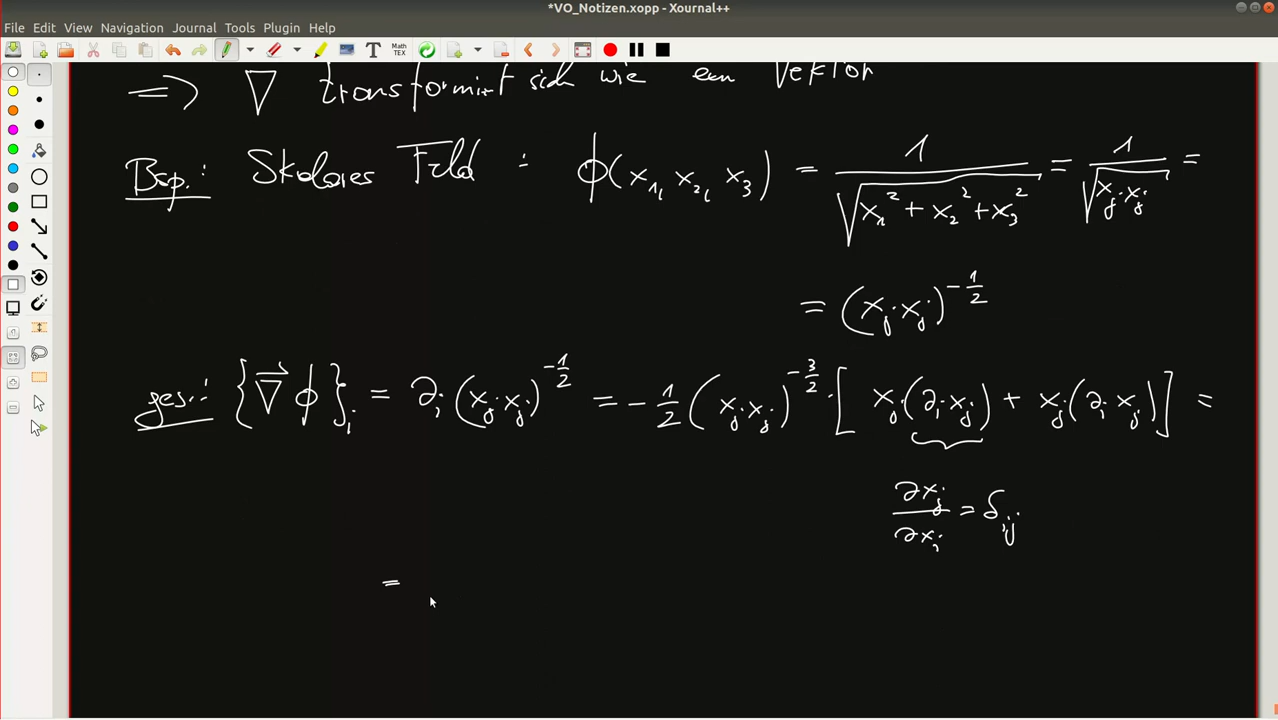 *VO_Notizen.xopp - Xournal++
File Edit View Navigation Journal Tools Plugin Help
⇒ ∇ transformiert sich wie ein Vektor
Bsp.: Skalares Feld : ϕ(x₁, x₂, x₃) = 1/√(x₁² + x₂² + x₃²) = 1/√(xⱼxⱼ) =
= (xⱼxⱼ)^(-1/2)
ges.: {∇⃗ϕ}ᵢ = ∂ᵢ(xⱼxⱼ)^(-1/2) = -1/2 (xⱼxⱼ)^(-3/2) · [xⱼ(∂ᵢxⱼ) + xⱼ(∂ᵢxⱼ)] =
∂xⱼ/∂xᵢ = δᵢⱼ
=